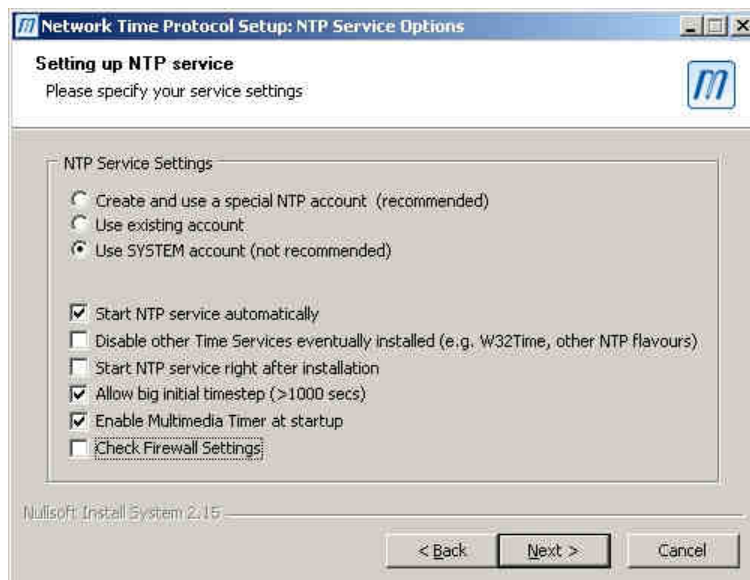 Network Time Protocol Setup: NTP Service Options
Setting up NTP service
Please specify your service settings
m
NTP Service Settings
Create and use a special NTP account (recommended)
Use existing account
Use SYSTEM account (not recommended)
Start NTP service automatically
Disable other Time Services eventually installed (e.g. W32Time, other NTP flavours)
Start NTP service right after installation
Allow big initial timestep (>1000 secs)
Enable Multimedia Timer at startup
Check Firewall Settings
Nullsoft Install System 2.15
< Back Next > Cancel